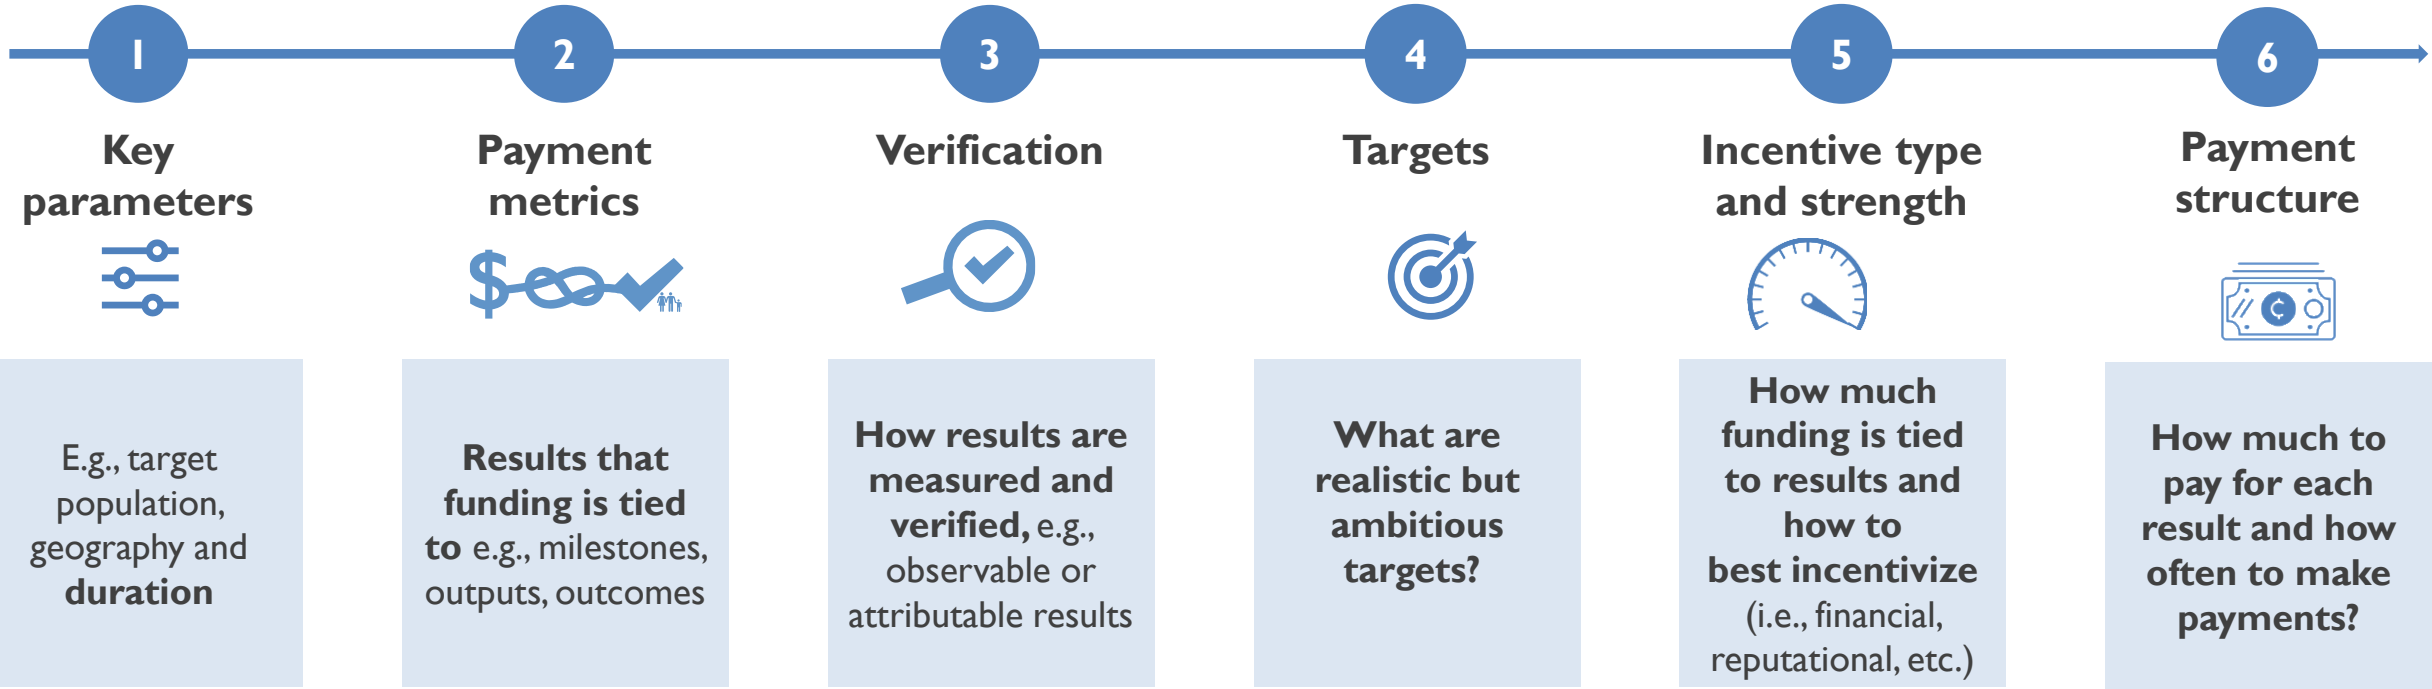 1
Key
parameters
E.g., target
population,
geography and
duration
2
Payment
metrics
$
Results that
funding is tied
to e.g., milestones,
outputs, outcomes
3
Verification
How results are
measured and
verified, e.g.,
observable or
attributable results
4
Targets
What are
realistic but
ambitious
targets?
5
Incentive type
and strength
How much
funding is tied
to results and
how to
best incentivize
(i.e., financial,
reputational, etc.)
6
Payment
structure
How much to
pay for each
result and how
often to make
payments?